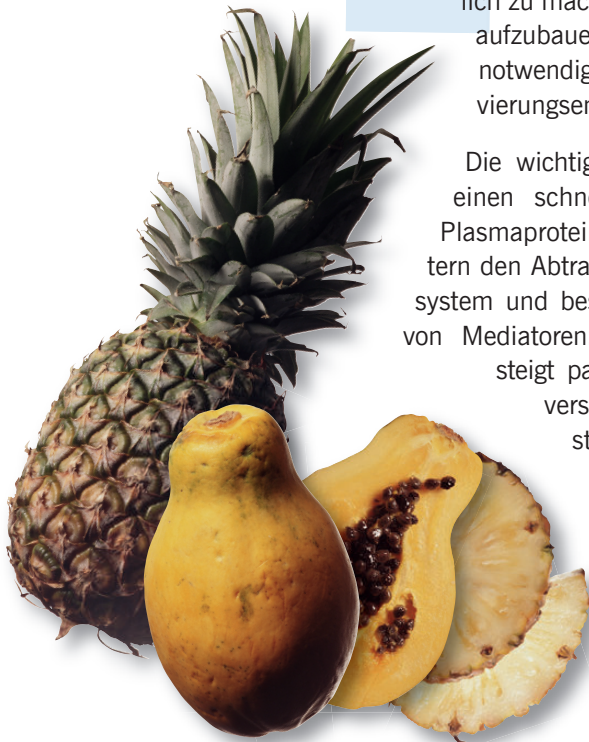 lich zu mac
aufzubaue
notwendig
vierungser
Die wichtig
einen schne
Plasmaprotei
tern den Abtra
system und bes
von Mediatoren
steigt pa
vers
st